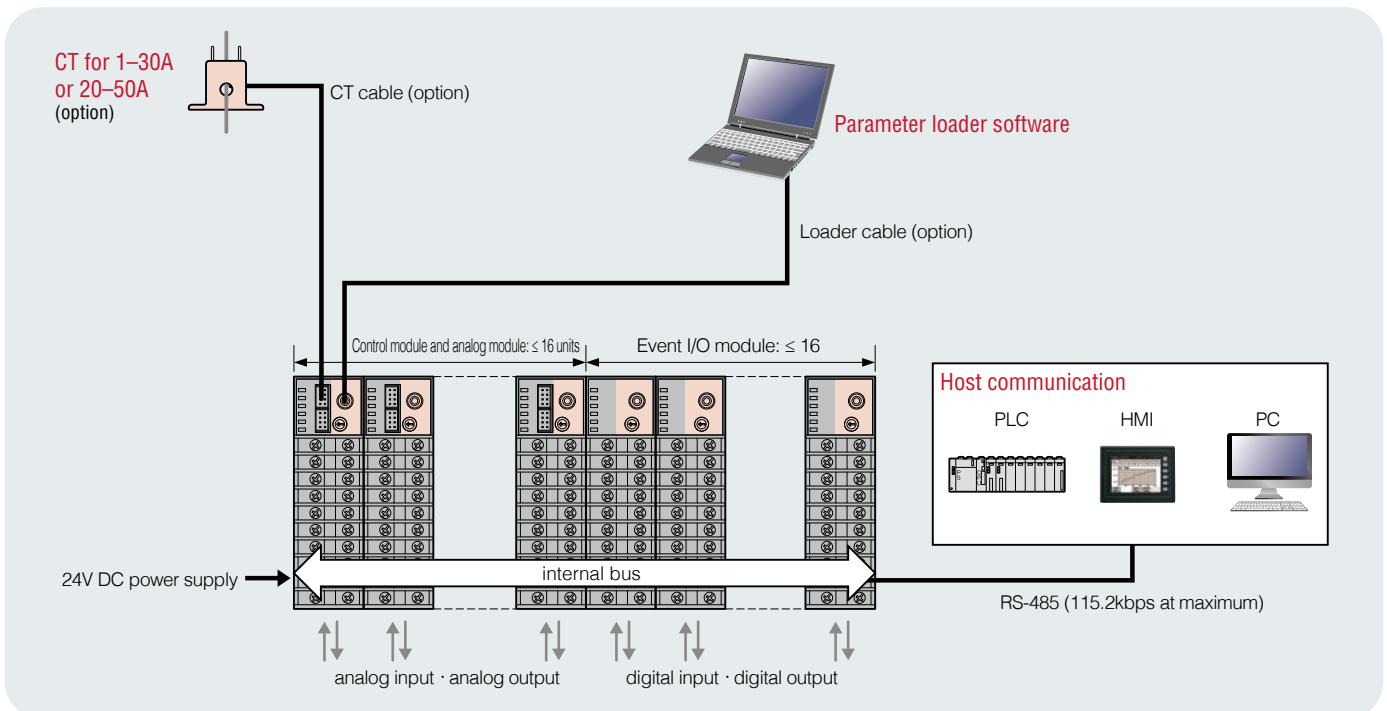 CT for 1–30A
or 20–50A
(option)
CT cable (option)
Parameter loader software
Loader cable (option)
Control module and analog module: ≤ 16 units
Event I/O module: ≤ 16
Host communication
PLC
HMI
PC
24V DC power supply
internal bus
RS-485 (115.2kbps at maximum)
analog input · analog output
digital input · digital output